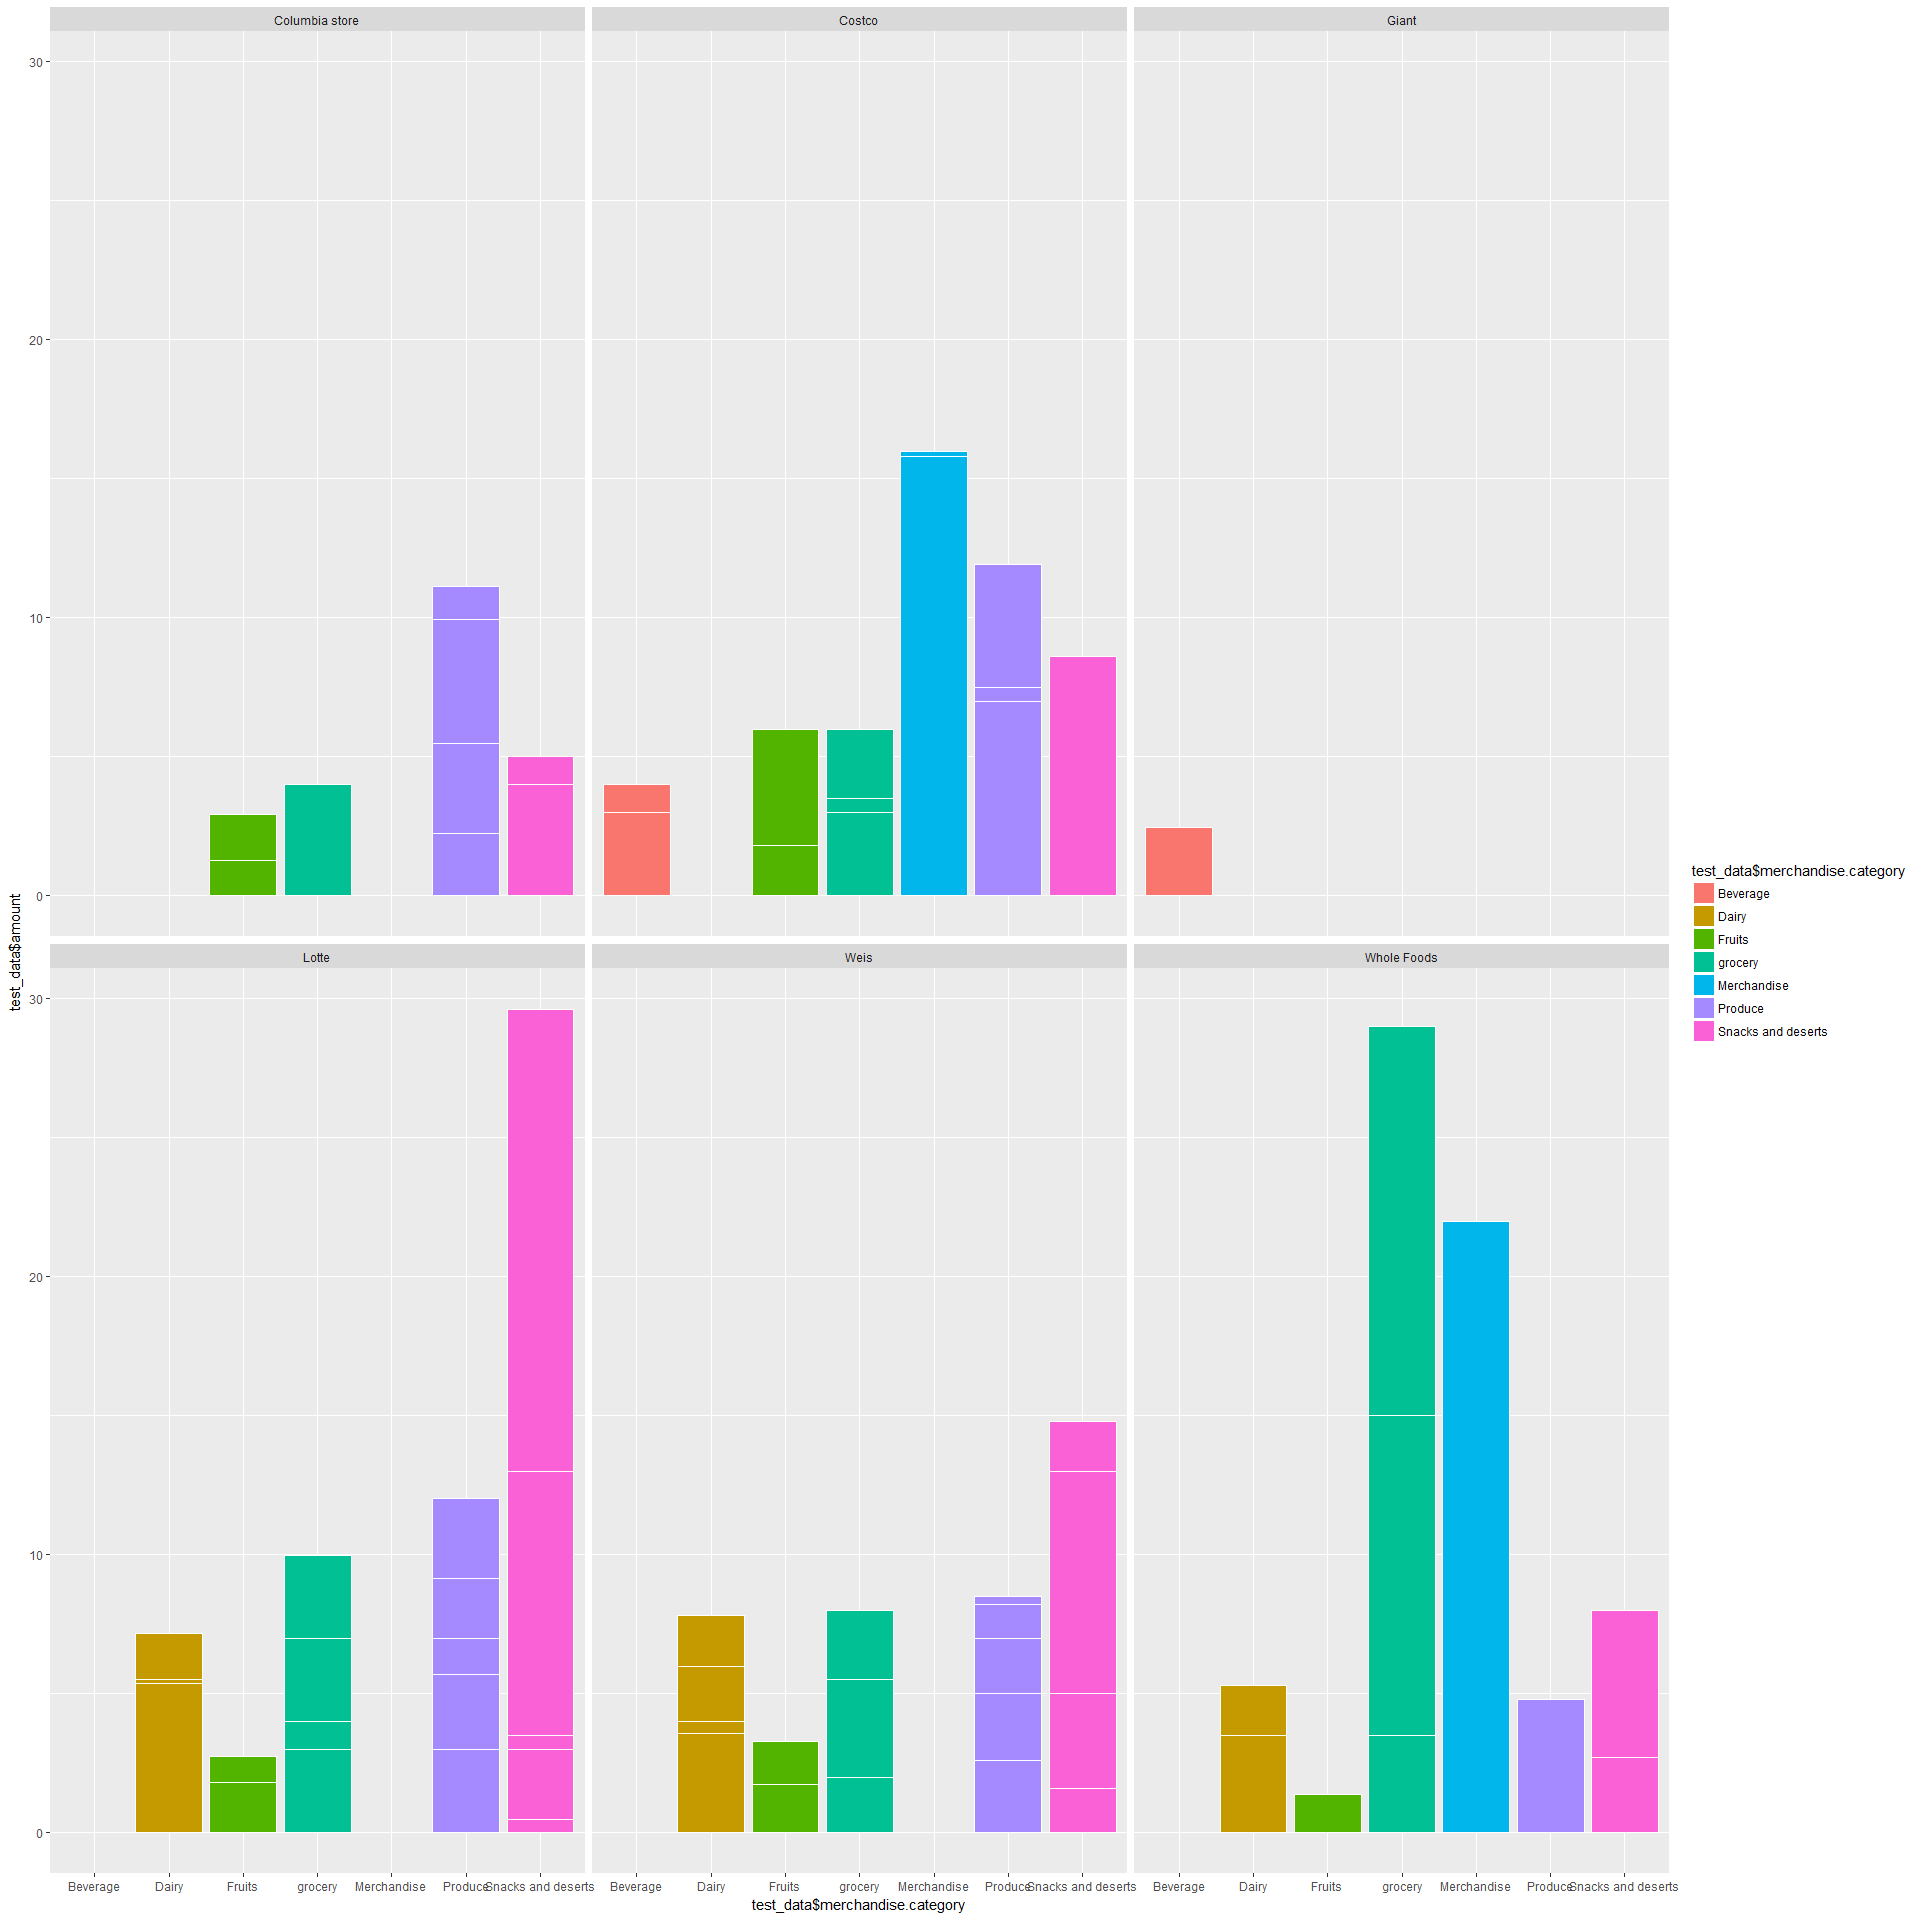 Columbia store
Costco
Giant
30
20
10
0
test_data$amount
Lotte
Weis
Whole Foods
30
20
10
0
Beverage Dairy Fruits grocery Merchandise Produce Snacks and deserts
Beverage Dairy Fruits grocery Merchandise Produce Snacks and deserts
Beverage Dairy Fruits grocery Merchandise Produce Snacks and deserts
test_data$merchandise.category
test_data$merchandise.category
Beverage
Dairy
Fruits
grocery
Merchandise
Produce
Snacks and deserts